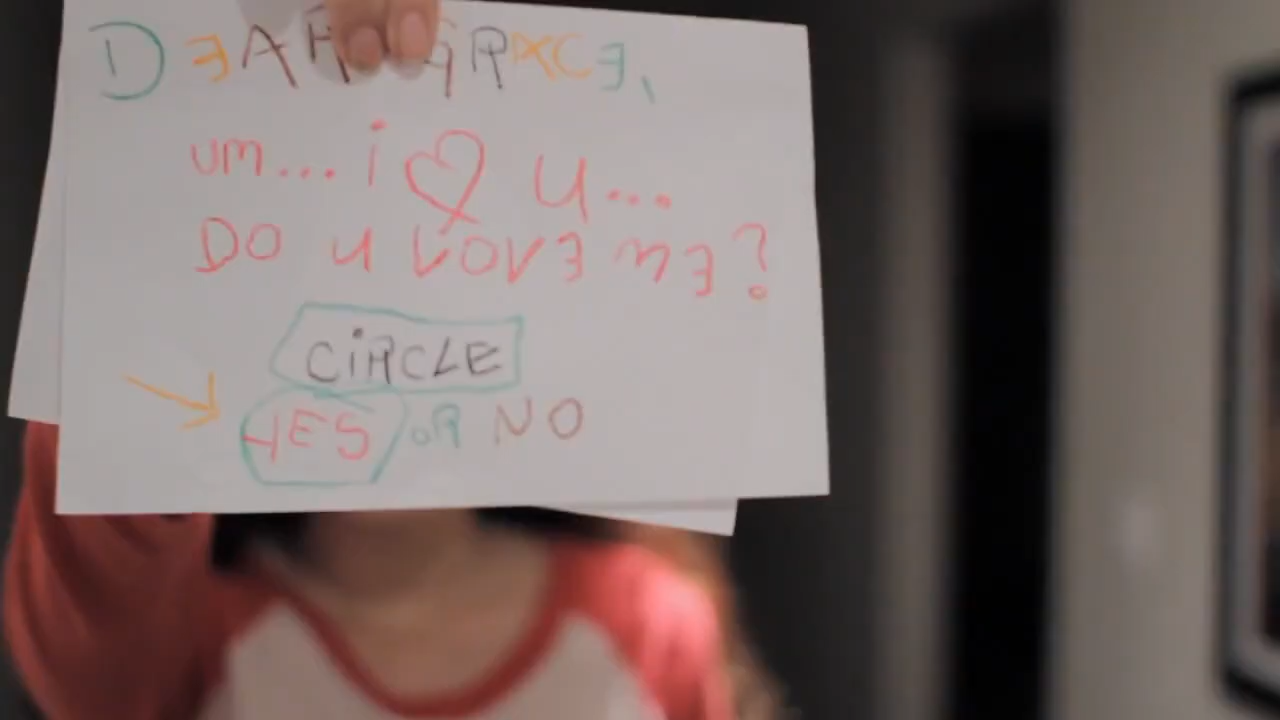 DEAR GRACE,
um... i ♡ u...
DO u LOVE ME?
CiRCLE
YES OR NO